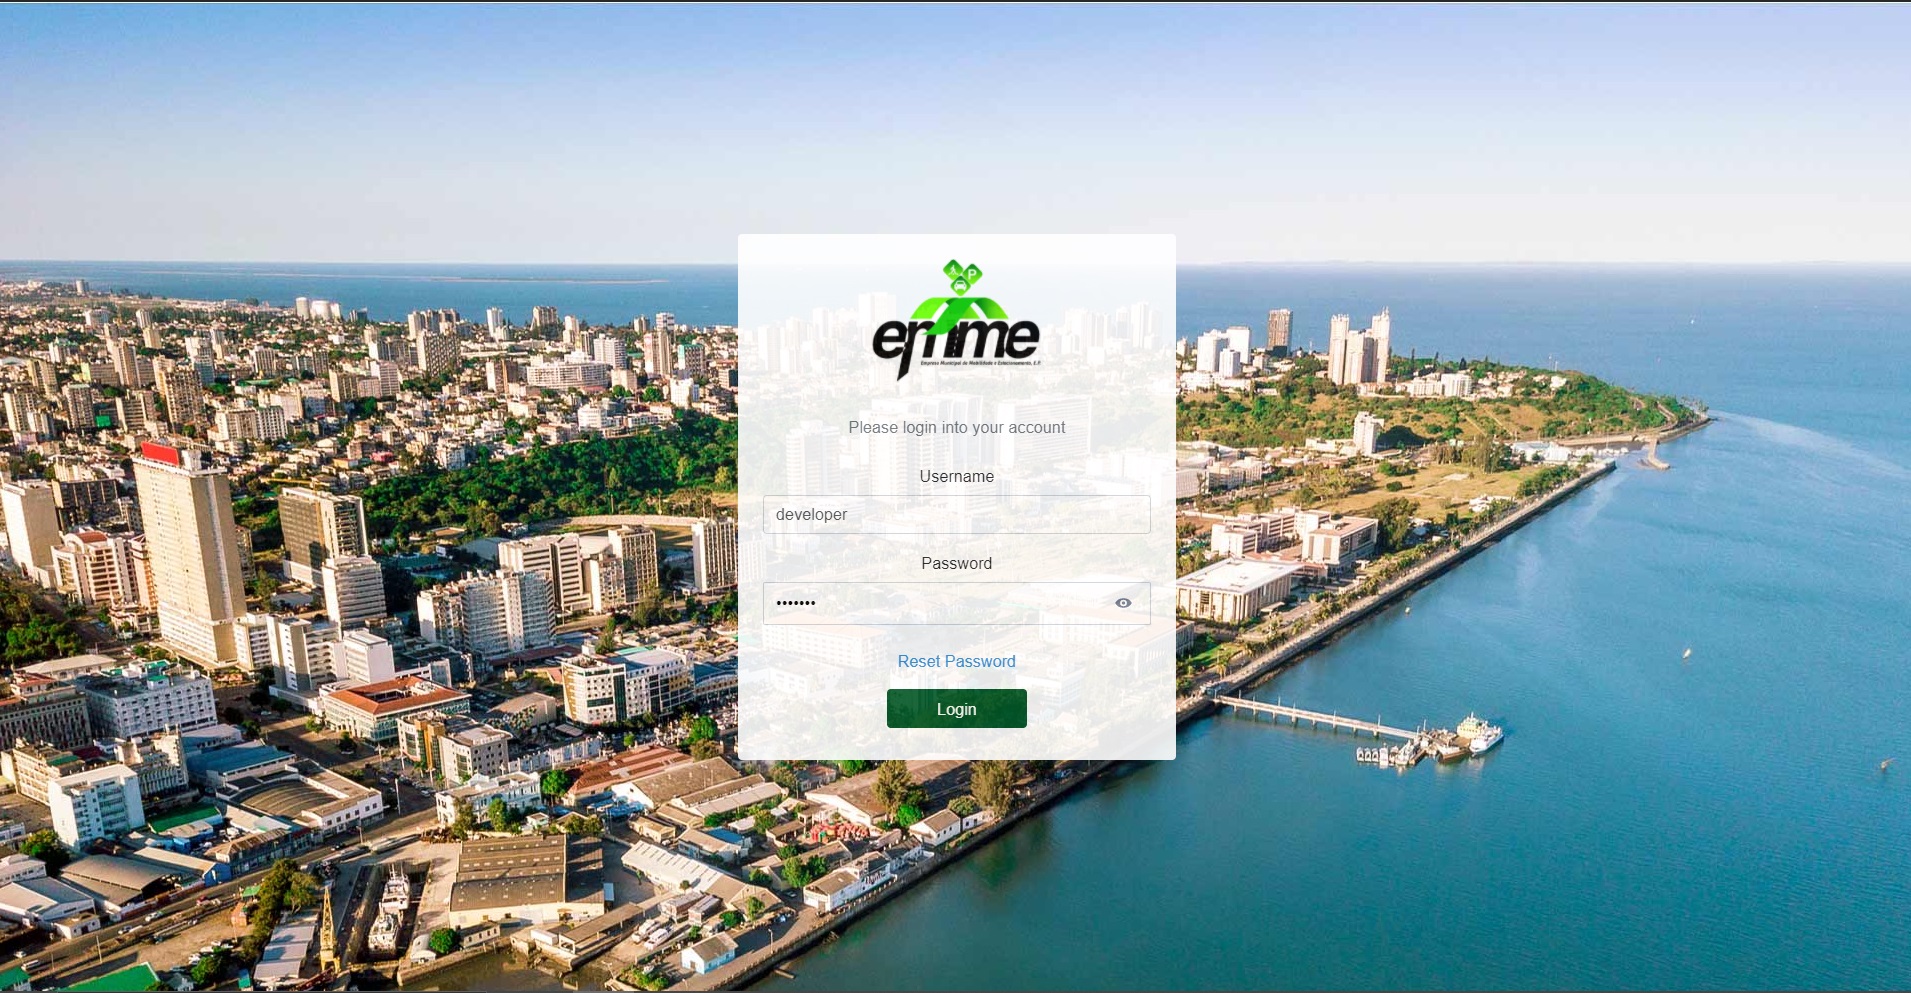 P
emme
Empresa Municipal de Mobilidade e Estacionamento, E.P.
Please login into your account
Username
developer
Password
•••••••
Reset Password
Login